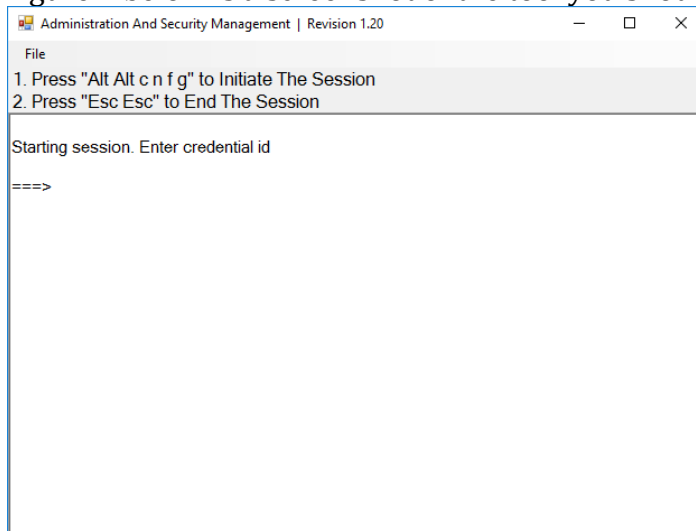 Administration And Security Management | Revision 1.20
File
1. Press "Alt Alt c n f g" to Initiate The Session
2. Press "Esc Esc" to End The Session
Starting session. Enter credential id
===>